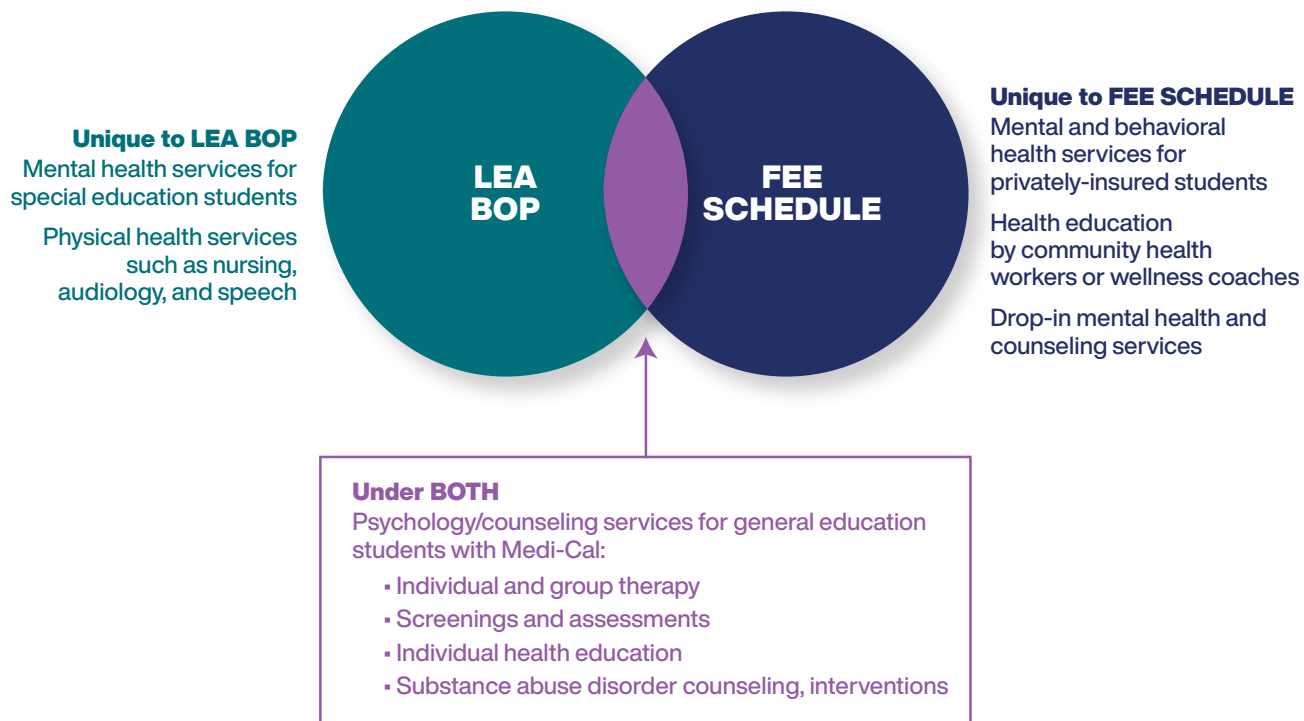 Unique to LEA BOP
Mental health services for
special education students
Physical health services
such as nursing,
audiology, and speech
LEA
BOP
FEE
SCHEDULE
Unique to FEE SCHEDULE
Mental and behavioral
health services for
privately-insured students
Health education
by community health
workers or wellness coaches
Drop-in mental health and
counseling services
Under BOTH
Psychology/counseling services for general education
students with Medi-Cal:
▪ Individual and group therapy
▪ Screenings and assessments
▪ Individual health education
▪ Substance abuse disorder counseling, interventions